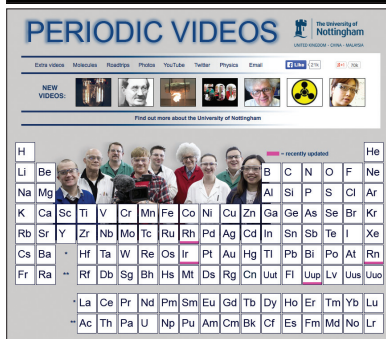 PERIODIC VIDEOS
The University of
Nottingham
UNITED KINGDOM · CHINA · MALAYSIA
Extra videos Molecules Roadtrips Photos YouTube Twitter Physics Email Like 21k +1 70k
NEW
VIDEOS:
500
Find out more about the University of Nottingham
= recently updated
H He
Li Be B C N O F Ne
Na Mg Al Si P S Cl Ar
K Ca Sc Ti V Cr Mn Fe Co Ni Cu Zn Ga Ge As Se Br Kr
Rb Sr Y Zr Nb Mo Tc Ru Rh Pd Ag Cd In Sn Sb Te I Xe
Cs Ba * Hf Ta W Re Os Ir Pt Au Hg Tl Pb Bi Po At Rn
Fr Ra ** Rf Db Sg Bh Hs Mt Ds Rg Cn Uut Fl Uup Lv Uus Uuo
* La Ce Pr Nd Pm Sm Eu Gd Tb Dy Ho Er Tm Yb Lu
** Ac Th Pa U Np Pu Am Cm Bk Cf Es Fm Md No Lr